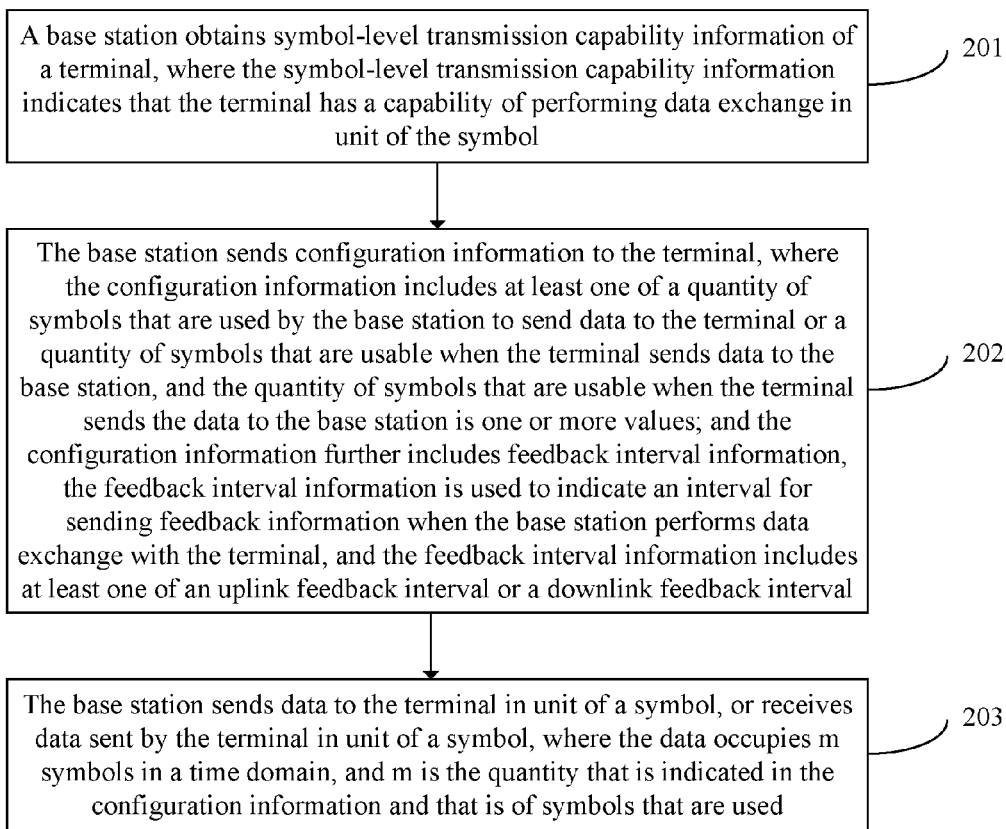 A base station obtains symbol-level transmission capability information of
a terminal, where the symbol-level transmission capability information
indicates that the terminal has a capability of performing data exchange in
unit of the symbol
201
The base station sends configuration information to the terminal, where
the configuration information includes at least one of a quantity of
symbols that are used by the base station to send data to the terminal or a
quantity of symbols that are usable when the terminal sends data to the
base station, and the quantity of symbols that are usable when the terminal
sends the data to the base station is one or more values; and the
configuration information further includes feedback interval information,
the feedback interval information is used to indicate an interval for
sending feedback information when the base station performs data
exchange with the terminal, and the feedback interval information includes
at least one of an uplink feedback interval or a downlink feedback interval
202
The base station sends data to the terminal in unit of a symbol, or receives
data sent by the terminal in unit of a symbol, where the data occupies m
symbols in a time domain, and m is the quantity that is indicated in the
configuration information and that is of symbols that are used
203